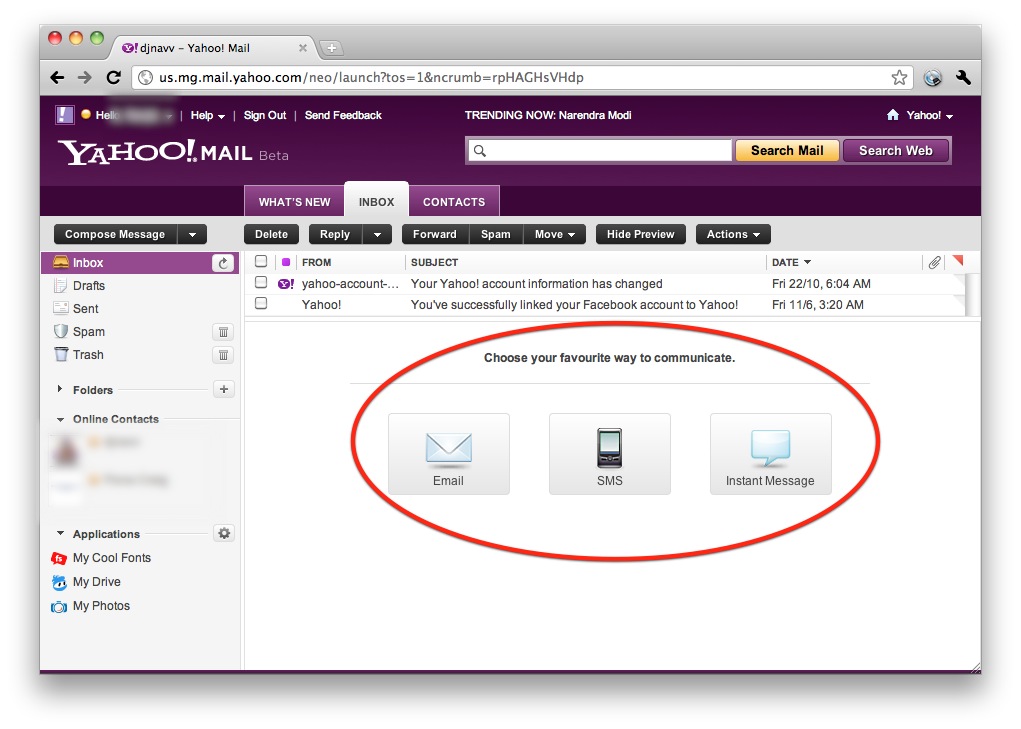 djnavv – Yahoo! Mail
us.mg.mail.yahoo.com/neo/launch?tos=1&ncrumb=rpHAGHsVHdp
Help | Sign Out | Send Feedback
TRENDING NOW: Narendra Modi
Yahoo!
YAHOO! MAIL Beta
Search Mail
Search Web
WHAT'S NEW
INBOX
CONTACTS
Compose Message
Delete
Reply
Forward
Spam
Move
Hide Preview
Actions
Inbox
Drafts
Sent
Spam
Trash
Folders
Online Contacts
Applications
My Cool Fonts
My Drive
My Photos
FROM SUBJECT DATE
yahoo-account-... Your Yahoo! account information has changed Fri 22/10, 6:04 AM
Yahoo! You've successfully linked your Facebook account to Yahoo! Fri 11/6, 3:20 AM
Choose your favourite way to communicate.
Email
SMS
Instant Message